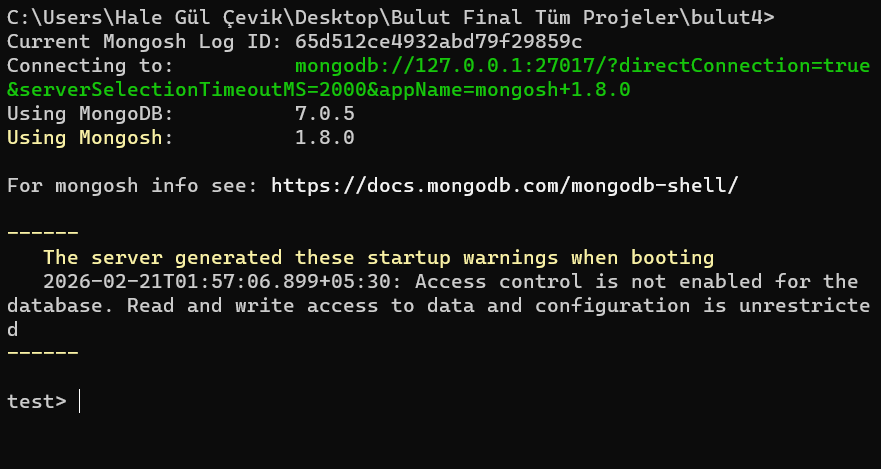 C:\Users\Hale Gül Çevik\Desktop\Bulut Final Tüm Projeler\bulut4>
Current Mongosh Log ID: 65d512ce4932abd79f29859c
Connecting to:          mongodb://127.0.0.1:27017/?directConnection=true
&serverSelectionTimeoutMS=2000&appName=mongosh+1.8.0
Using MongoDB:          7.0.5
Using Mongosh:          1.8.0
For mongosh info see: https://docs.mongodb.com/mongodb-shell/
------
   The server generated these startup warnings when booting
   2026-02-21T01:57:06.899+05:30: Access control is not enabled for the
database. Read and write access to data and configuration is unrestricte
d
------
test>